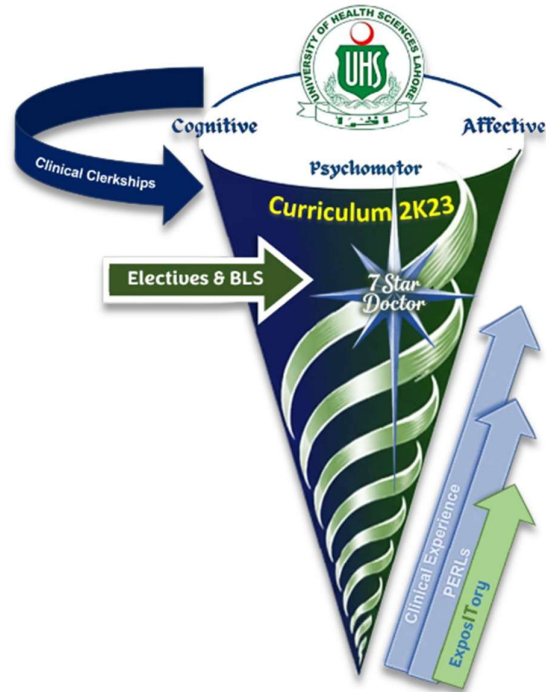 UNIVERSITY OF HEALTH SCIENCES LAHORE
UHS
اقرأ
Cognitive
Affective
Psychomotor
Clinical Clerkships
Curriculum 2K23
Electives & BLS
7 Star
Doctor
Clinical Experience
PERLs
ExposITory